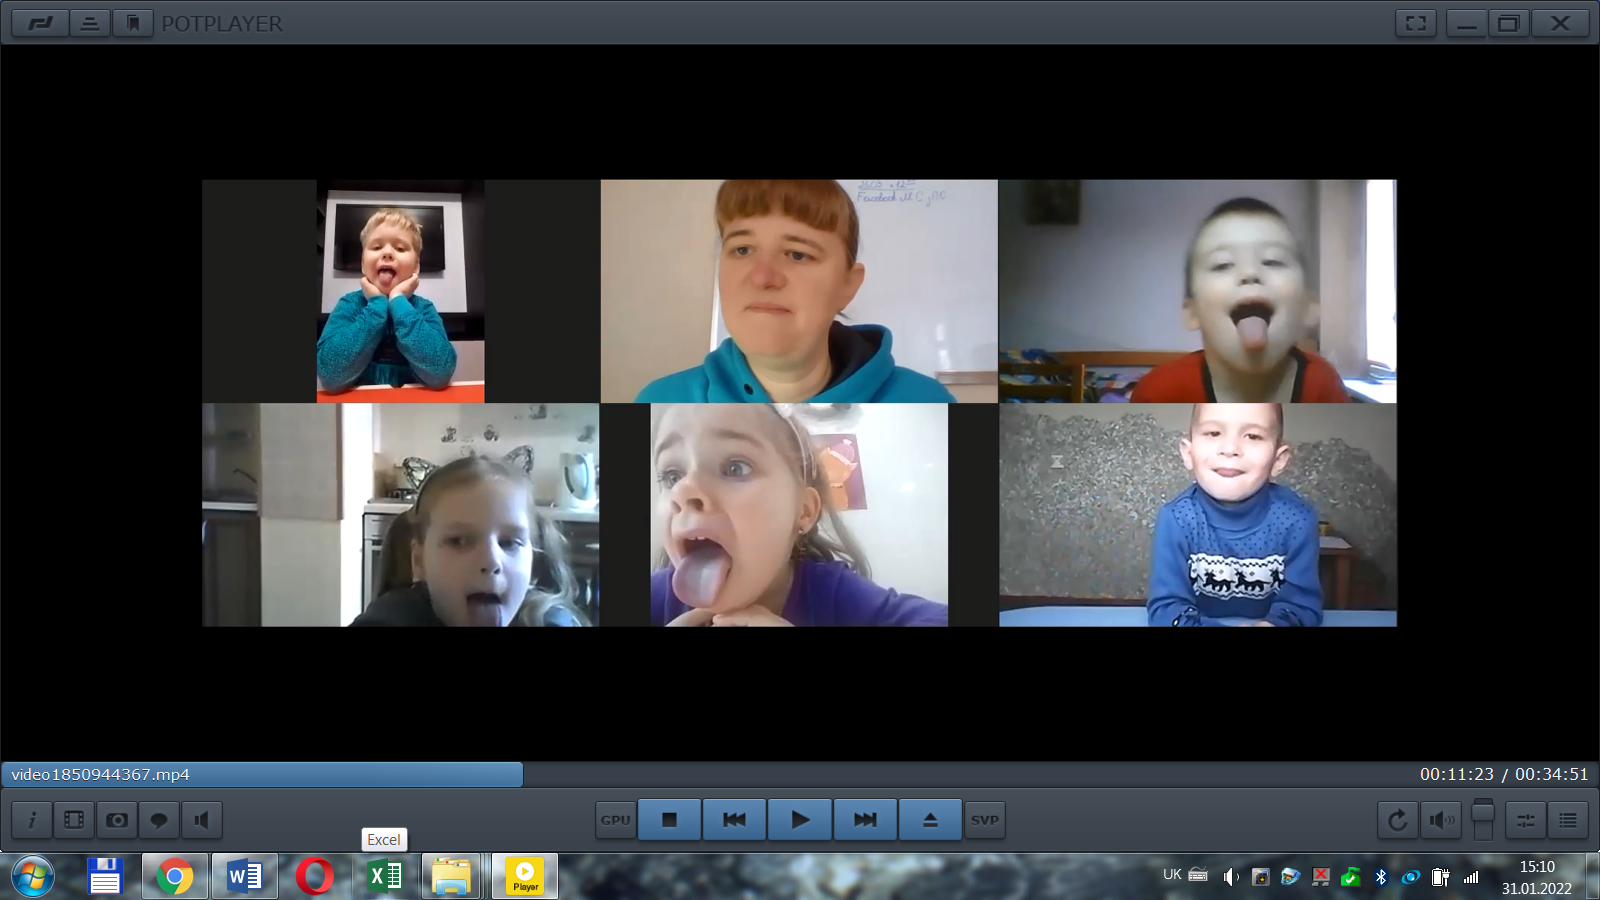 POTPLAYER
video1850944367.mp4
00:11:23 / 00:34:51
GPU
SVP
Excel
Player
UK
15:10
31.01.2022